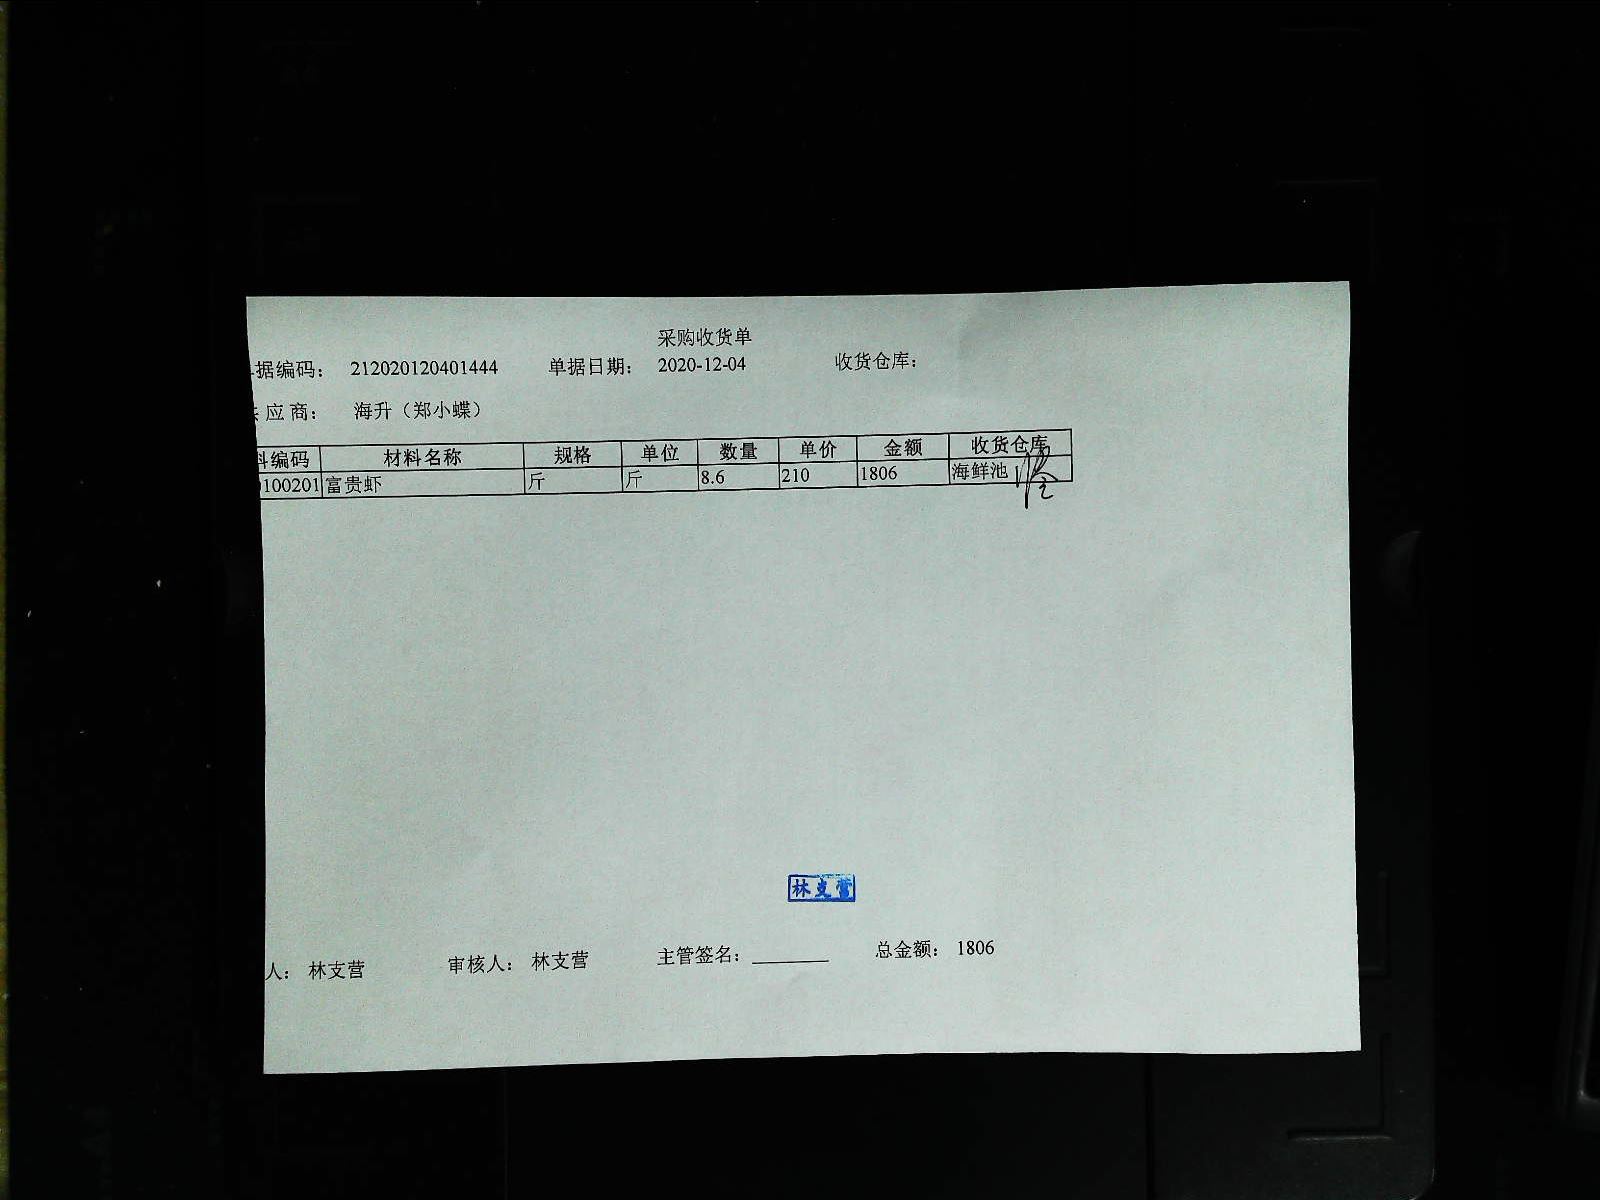 采购收货单
据编码： 212020120401444 单据日期： 2020-12-04 收货仓库：
应商： 海升（郑小蝶）
料编码 材料名称 规格 单位 数量 单价 金额 收货仓库
100201 富贵虾 斤 斤 8.6 210 1806 海鲜池
林支营
人： 林支营 审核人： 林支营 主管签名：________ 总金额： 1806